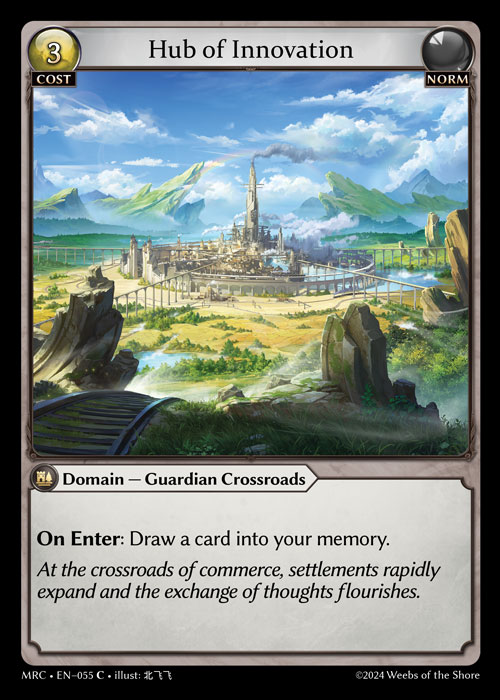 3
COST
Hub of Innovation
NORM
Domain — Guardian Crossroads
On Enter: Draw a card into your memory.
At the crossroads of commerce, settlements rapidly
expand and the exchange of thoughts flourishes.
MRC • EN–055 C • illust: 北飞飞
©2024 Weebs of the Shore